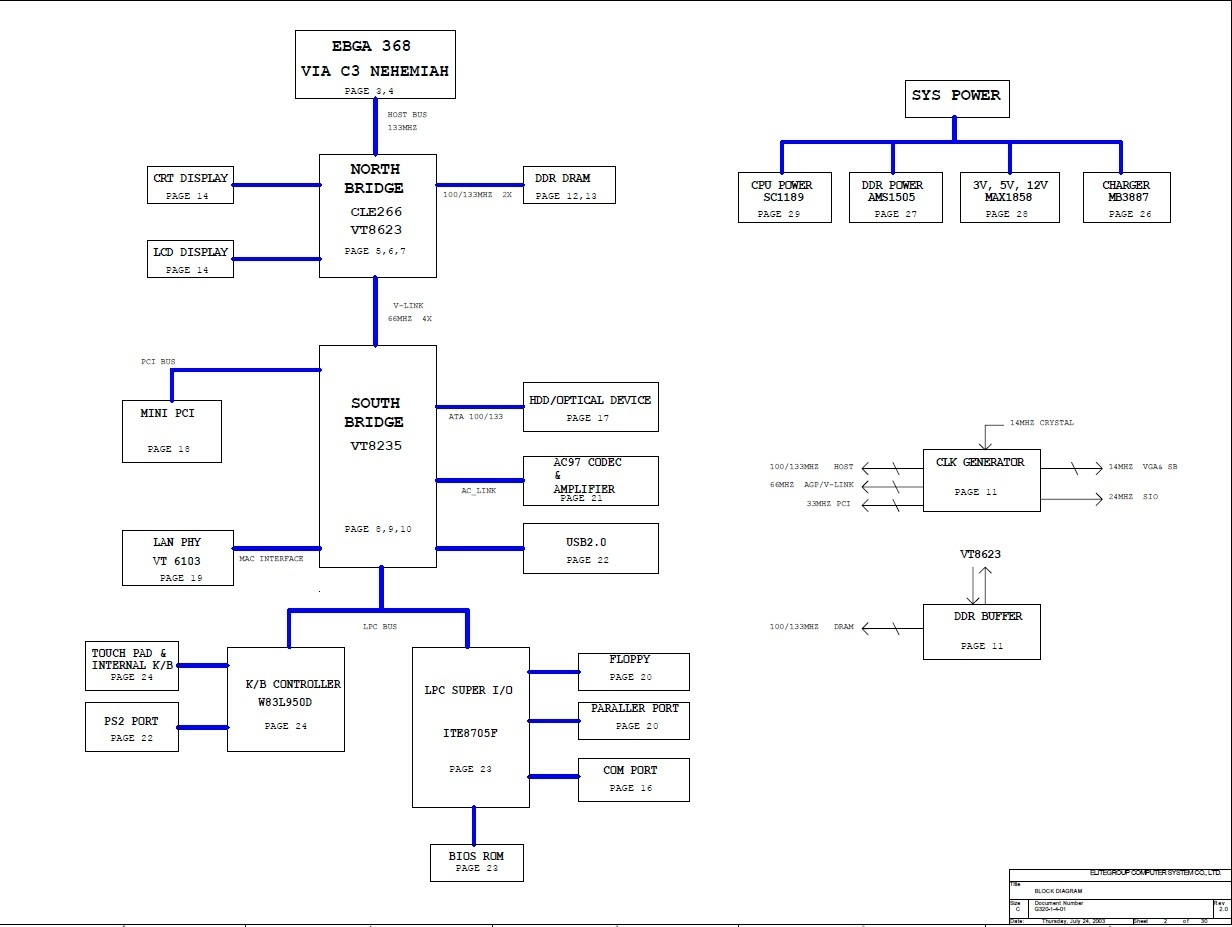 EBGA 368
VIA C3 NEHEMIAH
PAGE 3,4
HOST BUS
133MHZ
SYS POWER
CRT DISPLAY
PAGE 14
NORTH
BRIDGE
CLE266
VT8623
PAGE 5,6,7
100/133MHZ 2X
DDR DRAM
PAGE 12,13
LCD DISPLAY
PAGE 14
CPU POWER
SC1189
PAGE 29
DDR POWER
AMS1505
PAGE 27
3V, 5V, 12V
MAX1858
PAGE 28
CHARGER
MB3887
PAGE 26
V-LINK
66MHZ 4X
PCI BUS
MINI PCI
PAGE 18
SOUTH
BRIDGE
VT8235
PAGE 8,9,10
ATA 100/133
HDD/OPTICAL DEVICE
PAGE 17
AC_LINK
AC97 CODEC
&
AMPLIFIER
PAGE 21
USB2.0
PAGE 22
LAN PHY
VT 6103
PAGE 19
MAC INTERFACE
14MHZ CRYSTAL
CLK GENERATOR
PAGE 11
100/133MHZ HOST
66MHZ AGP/V-LINK
33MHZ PCI
14MHZ VGA& SB
24MHZ SIO
VT8623
DDR BUFFER
PAGE 11
100/133MHZ DRAM
LPC BUS
TOUCH PAD &
INTERNAL K/B
PAGE 24
PS2 PORT
PAGE 22
K/B CONTROLLER
W83L950D
PAGE 24
LPC SUPER I/O
ITE8705F
PAGE 23
FLOPPY
PAGE 20
PARALLER PORT
PAGE 20
COM PORT
PAGE 16
BIOS ROM
PAGE 23
ELITEGROUP COMPUTER SYSTEM CO., LTD.
Title
BLOCK DIAGRAM
Size
C
Document Number
G320-1-4-01
Rev
2.0
Date: Thursday, July 24, 2003 Sheet 2 of 30